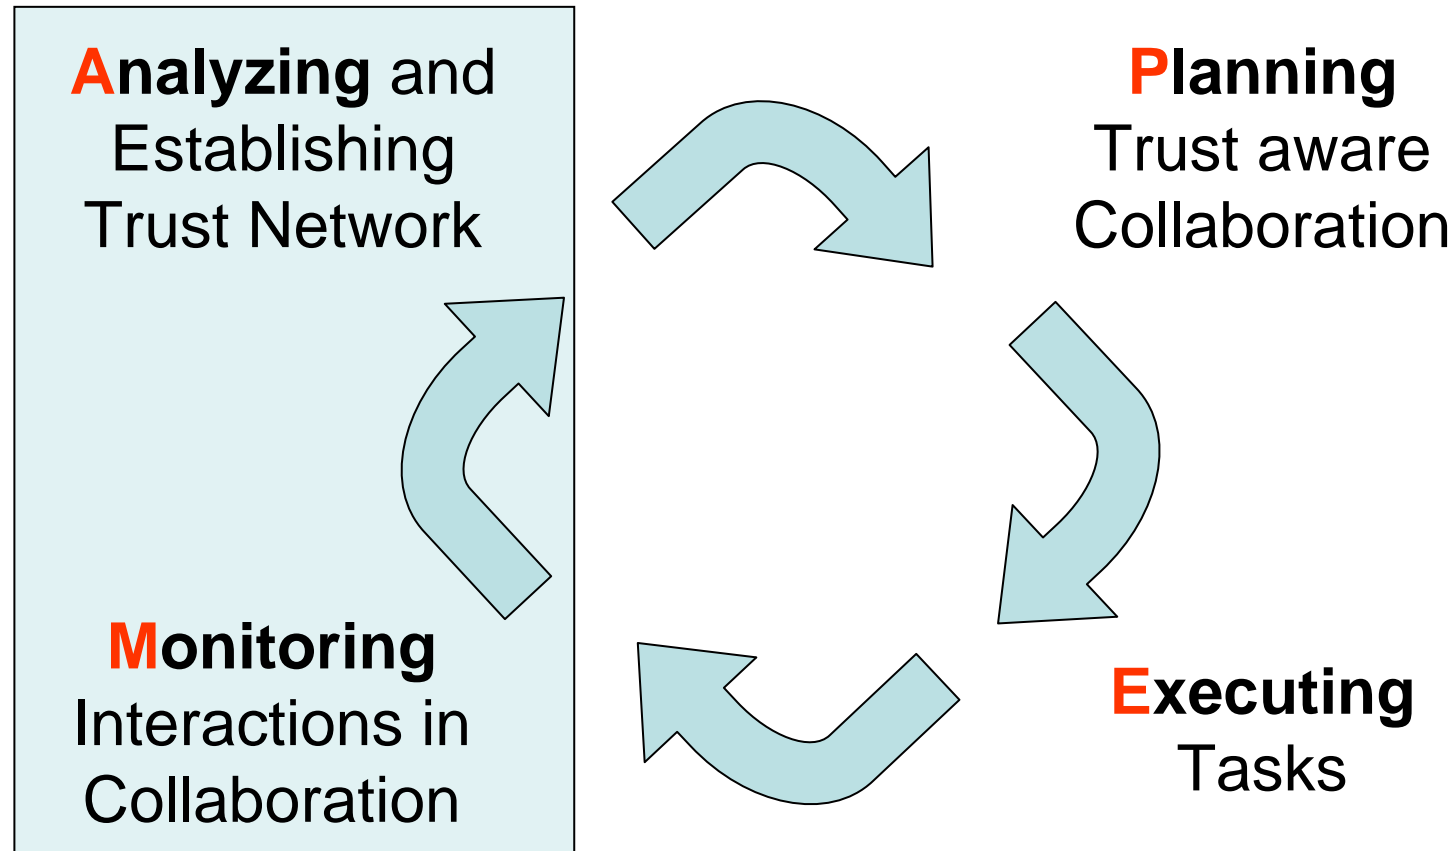 Analyzing and
Establishing
Trust Network
Planning
Trust aware
Collaboration
Monitoring
Interactions in
Collaboration
Executing
Tasks